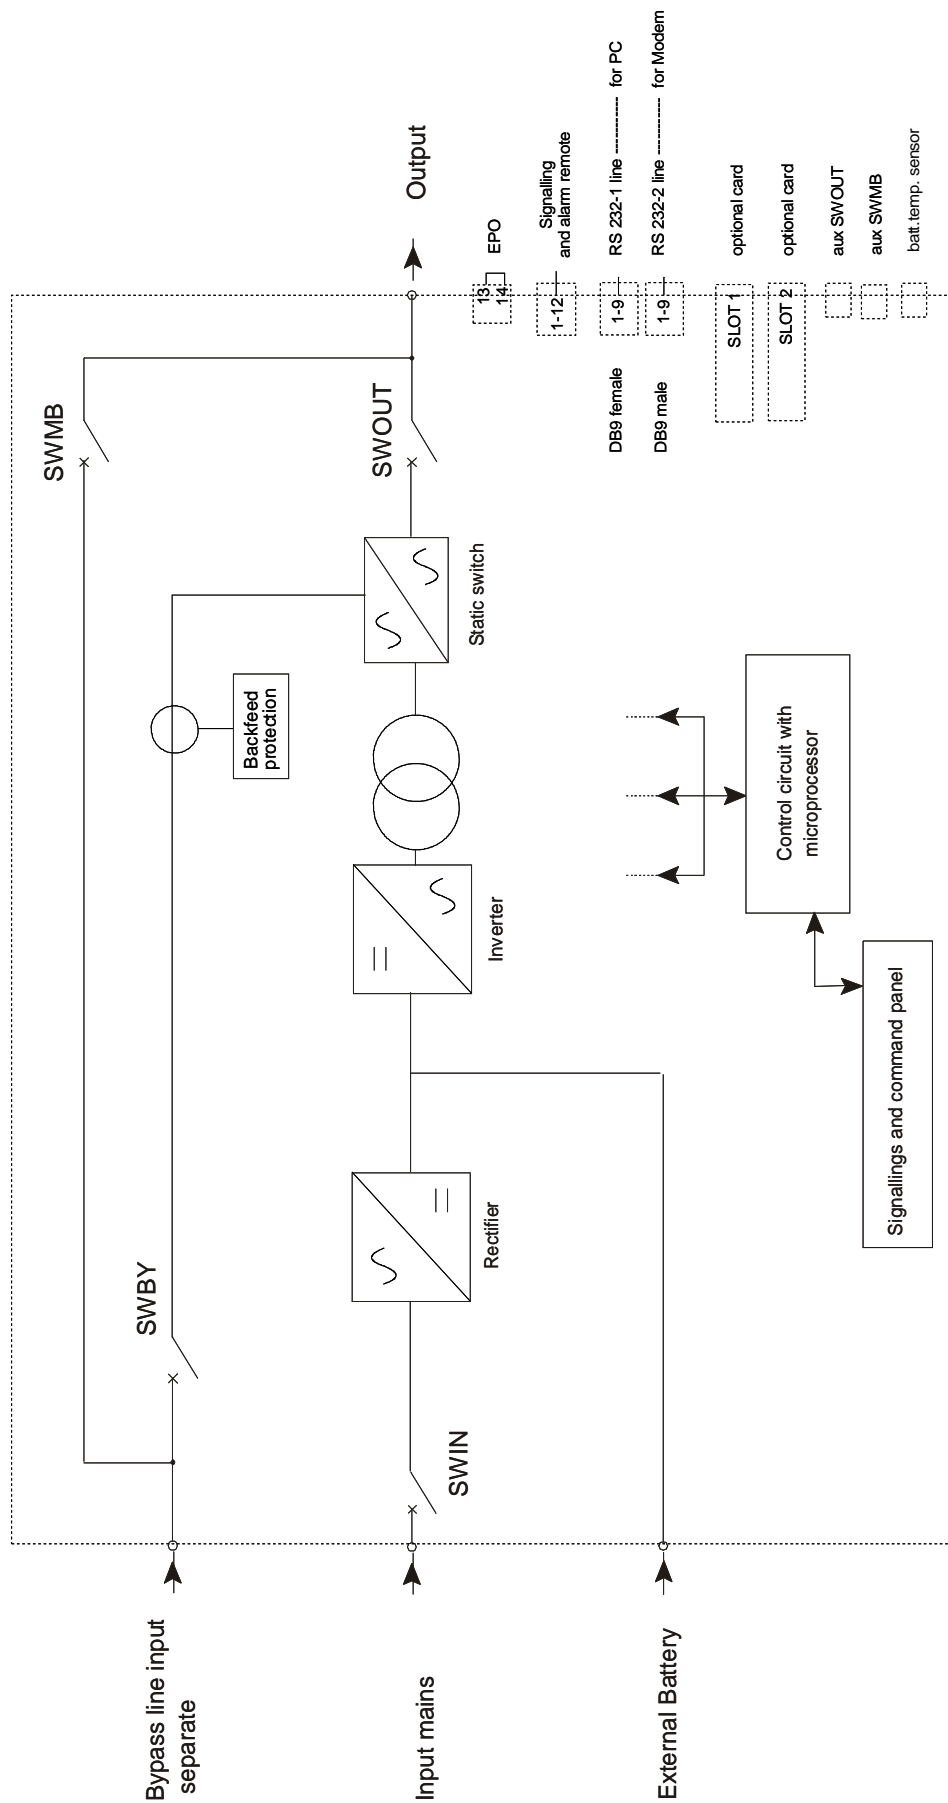 SWMB
SWBY
Backfeed
protection
Bypass line input
separate
SWIN
Input mains
Rectifier
Inverter
Static switch
SWOUT
Output
External Battery
Control circuit with
microprocessor
Signallings and command panel
13
14
EPO
1-12
Signalling
and alarm remote
DB9 female
1-9
RS 232-1 line ---------- for PC
DB9 male
1-9
RS 232-2 line ---------- for Modem
SLOT 1
optional card
SLOT 2
optional card
aux SWOUT
aux SWMB
batt.temp. sensor